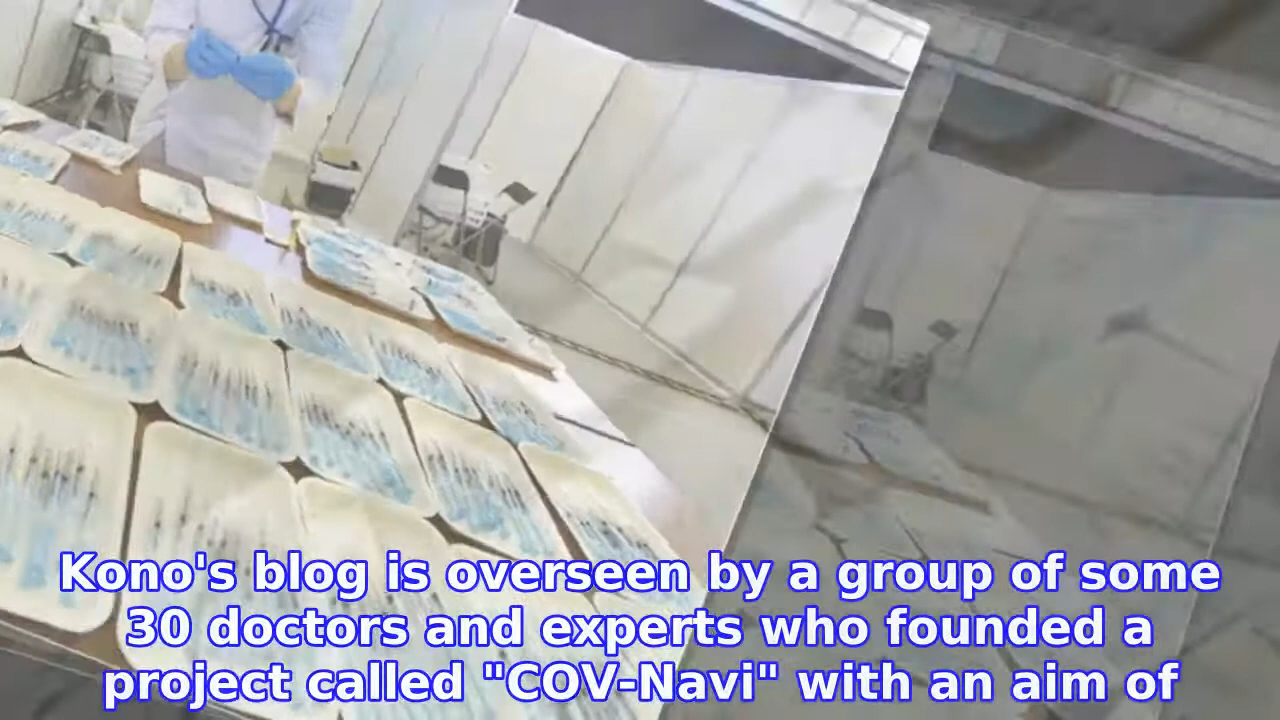 Kono's blog is overseen by a group of some
30 doctors and experts who founded a
project called "COV-Navi" with an aim of